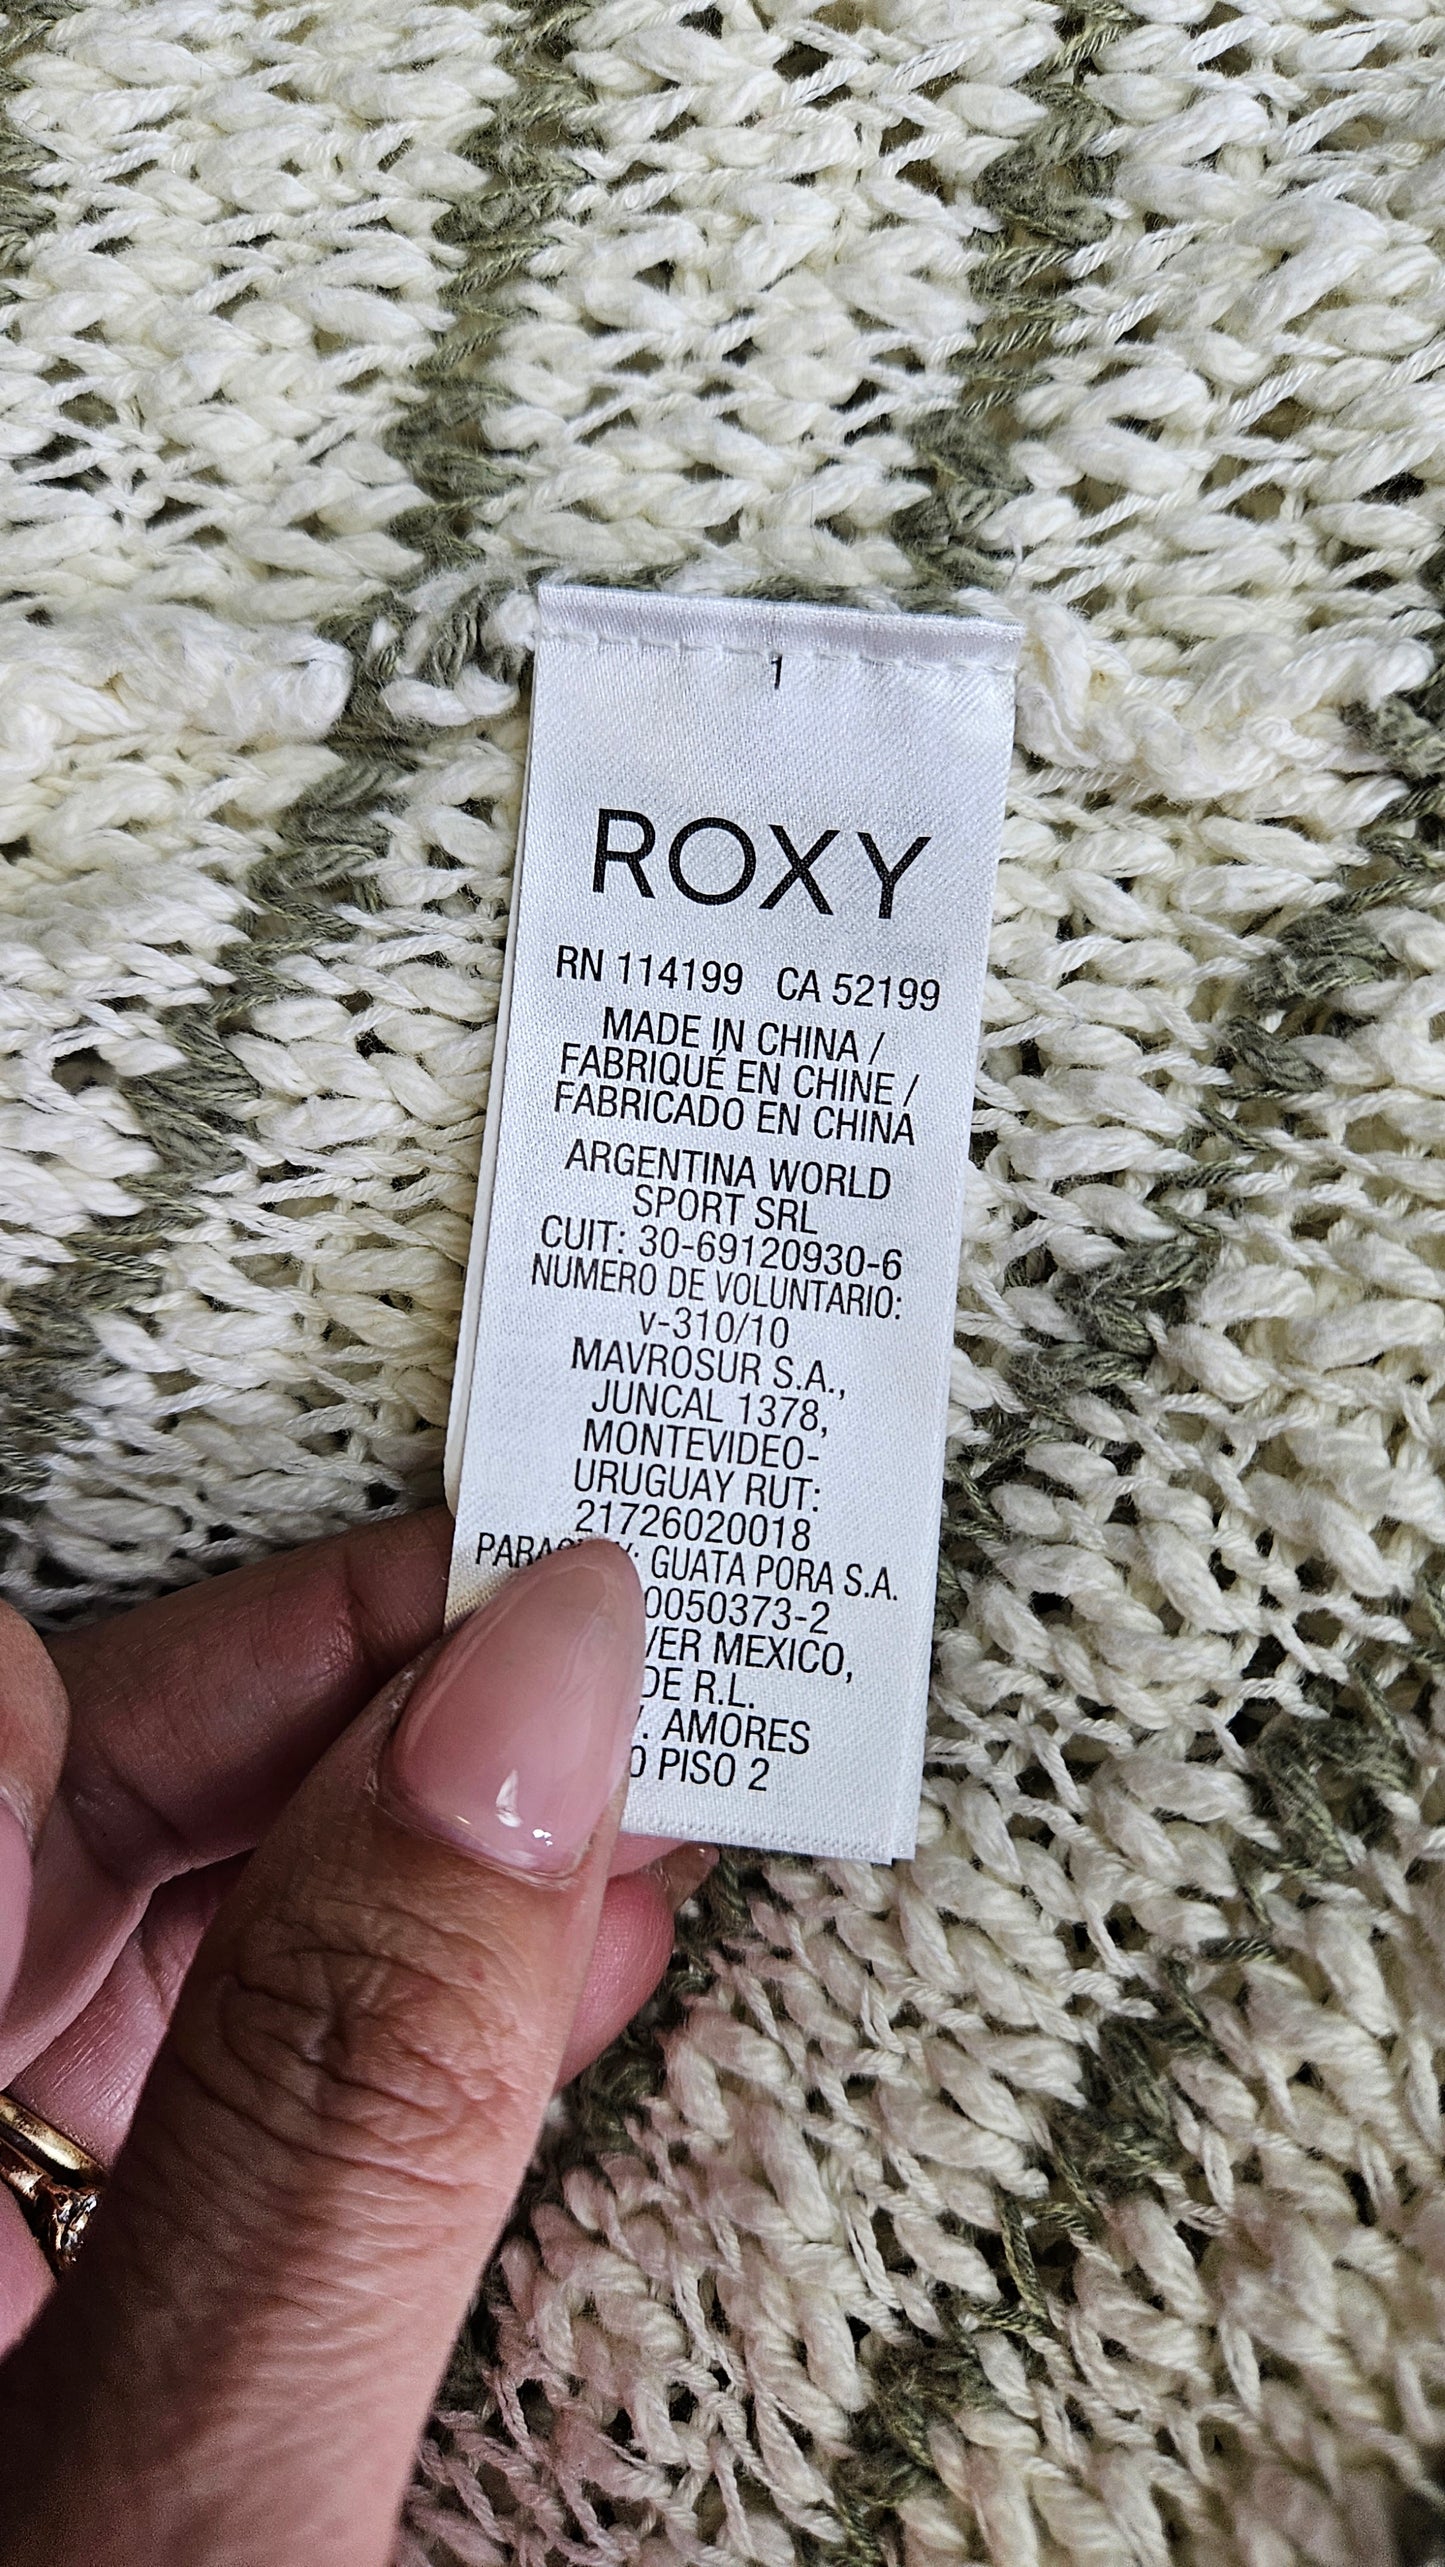 1
ROXY
RN 114199 CA 52199
MADE IN CHINA /
FABRIQUÉ EN CHINE /
FABRICADO EN CHINA
ARGENTINA WORLD
SPORT SRL
CUIT: 30-69120930-6
NUMERO DE VOLUNTARIO:
v-310/10
MAVROSUR S.A.,
JUNCAL 1378,
MONTEVIDEO-
URUGUAY RUT:
21726020018
GUATA PORA S.A.
0050373-2
MEXICO,
DE R.L.
AMORES
PISO 2